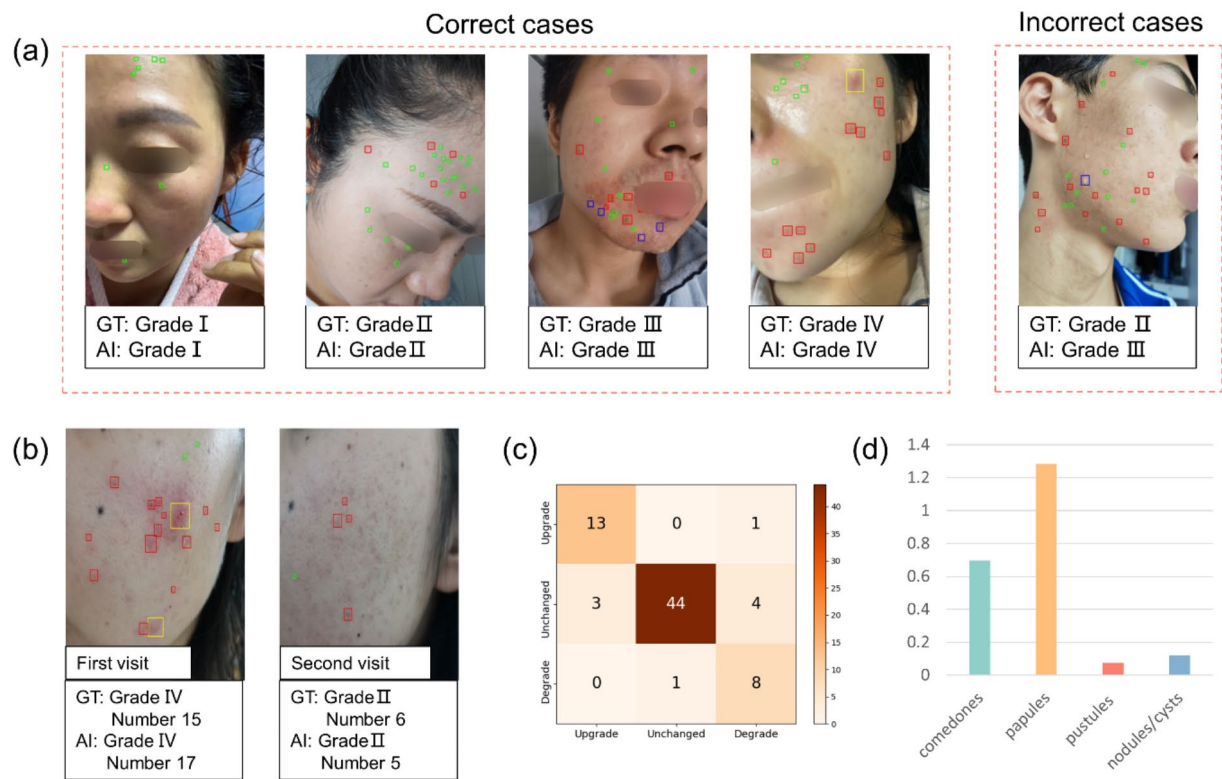 Correct cases
Incorrect cases
(a)
GT: Grade Ⅰ
AI: Grade Ⅰ
GT: Grade Ⅱ
AI: Grade Ⅱ
GT: Grade Ⅲ
AI: Grade Ⅲ
GT: Grade Ⅳ
AI: Grade Ⅳ
GT: Grade Ⅱ
AI: Grade Ⅲ
(b)
First visit
GT: Grade Ⅳ
Number 15
AI: Grade Ⅳ
Number 17
Second visit
GT: Grade Ⅱ
Number 6
AI: Grade Ⅱ
Number 5
(c)
Upgrade
Unchanged
Degrade
13 0 1
3 44 4
0 1 8
Upgrade Unchanged Degrade
40
35
30
25
20
15
10
5
0
(d)
1.4
1.2
1
0.8
0.6
0.4
0.2
0
comedones
papules
pustules
nodules/cysts